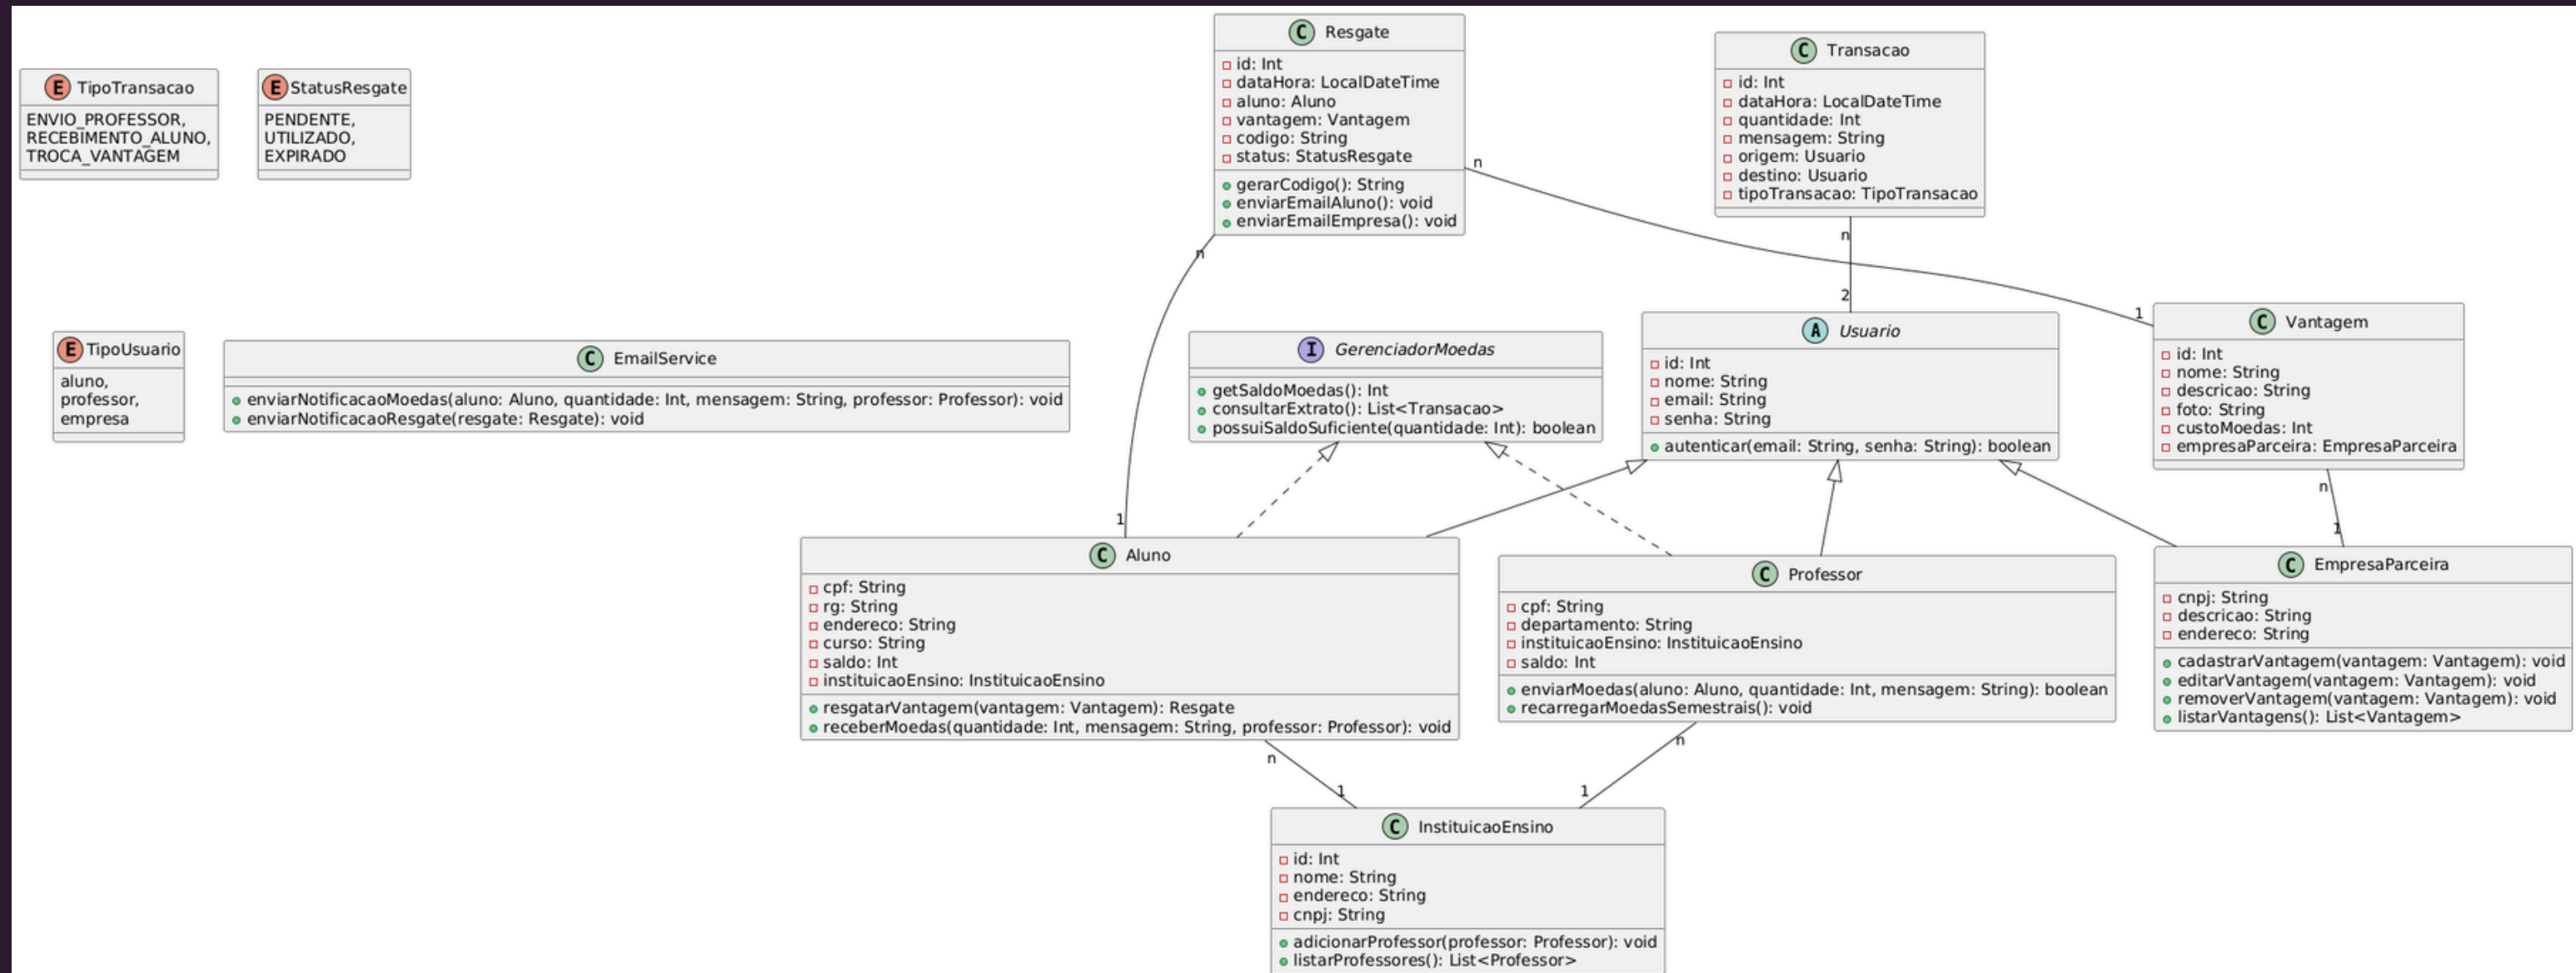 C Resgate
id: Int
dataHora: LocalDateTime
aluno: Aluno
vantagem: Vantagem
codigo: String
status: StatusResgate
gerarCodigo(): String
enviarEmailAluno(): void
enviarEmailEmpresa(): void
C Transacao
id: Int
dataHora: LocalDateTime
quantidade: Int
mensagem: String
origem: Usuario
destino: Usuario
tipoTransacao: TipoTransacao
E TipoTransacao
ENVIO_PROFESSOR,
RECEBIMENTO_ALUNO,
TROCA_VANTAGEM
E StatusResgate
PENDENTE,
UTILIZADO,
EXPIRADO
n
n
n
2
1
E TipoUsuario
aluno,
professor,
empresa
C EmailService
enviarNotificacaoMoedas(aluno: Aluno, quantidade: Int, mensagem: String, professor: Professor): void
enviarNotificacaoResgate(resgate: Resgate): void
I GerenciadorMoedas
getSaldoMoedas(): Int
consultarExtrato(): List<Transacao>
possuiSaldoSuficiente(quantidade: Int): boolean
A Usuario
id: Int
nome: String
email: String
senha: String
autenticar(email: String, senha: String): boolean
C Vantagem
id: Int
nome: String
descricao: String
foto: String
custoMoedas: Int
empresaParceira: EmpresaParceira
n
1
1
C Aluno
cpf: String
rg: String
endereco: String
curso: String
saldo: Int
instituicaoEnsino: InstituicaoEnsino
resgatarVantagem(vantagem: Vantagem): Resgate
receberMoedas(quantidade: Int, mensagem: String, professor: Professor): void
C Professor
cpf: String
departamento: String
instituicaoEnsino: InstituicaoEnsino
saldo: Int
enviarMoedas(aluno: Aluno, quantidade: Int, mensagem: String): boolean
recarregarMoedasSemestrais(): void
C EmpresaParceira
cnpj: String
descricao: String
endereco: String
cadastrarVantagem(vantagem: Vantagem): void
editarVantagem(vantagem: Vantagem): void
removerVantagem(vantagem: Vantagem): void
listarVantagens(): List<Vantagem>
n
n
1
1
C InstituicaoEnsino
id: Int
nome: String
endereco: String
cnpj: String
adicionarProfessor(professor: Professor): void
listarProfessores(): List<Professor>